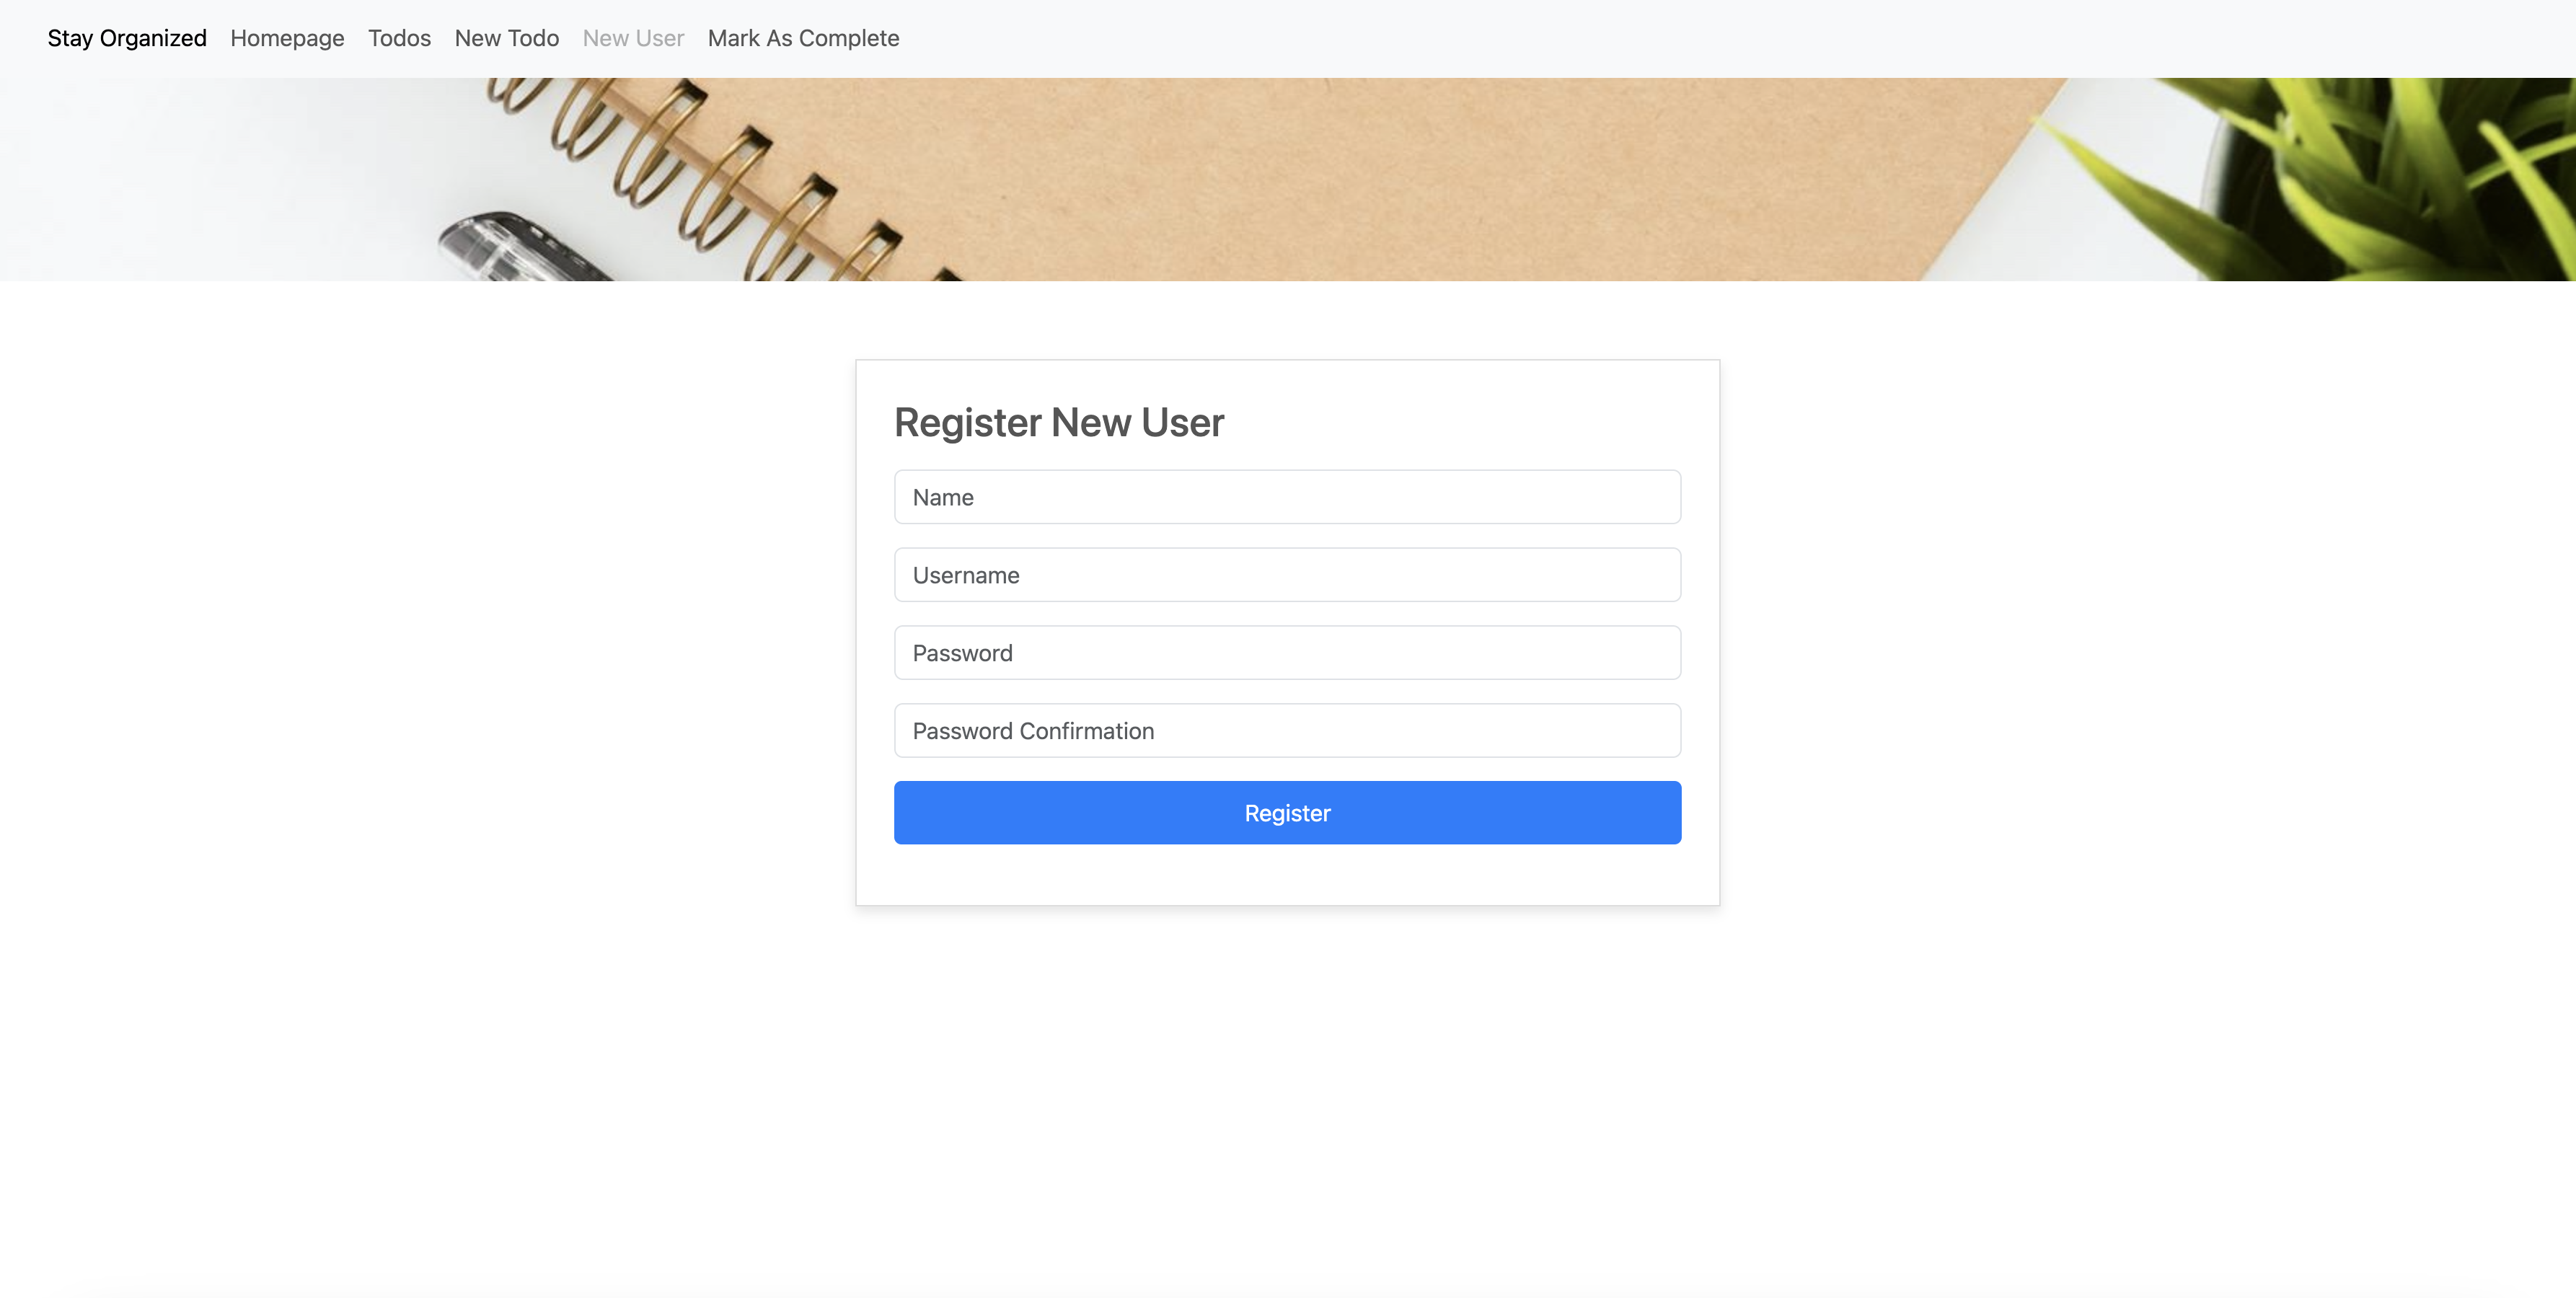 Stay Organized Homepage Todos New Todo New User Mark As Complete
Register New User
Name
Username
Password
Password Confirmation
Register